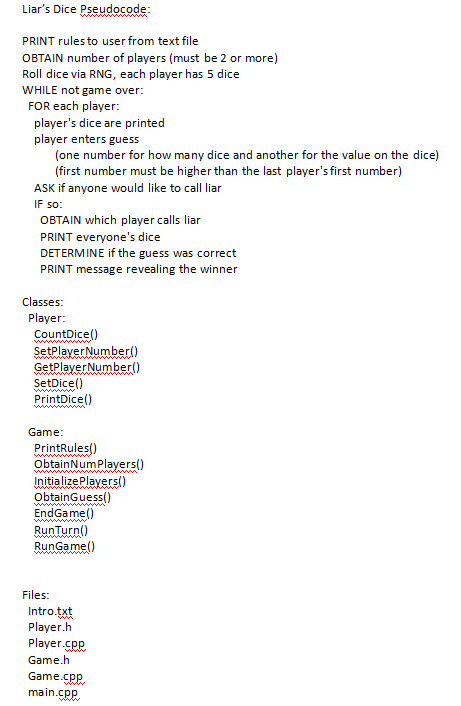 Liar's Dice Pseudocode:
PRINT rules to user from text file
OBTAIN number of players (must be 2 or more)
Roll dice via RNG, each player has 5 dice
WHILE not game over:
FOR each player:
player's dice are printed
player enters guess
(one number for how many dice and another for the value on the dice)
(first number must be higher than the last player's first number)
ASK if anyone would like to call liar
IF so:
OBTAIN which player calls liar
PRINT everyone's dice
DETERMINE if the guess was correct
PRINT message revealing the winner
Classes:
Player:
CountDice()
SetPlayerNumber()
GetPlayerNumber()
SetDice()
PrintDice()
Game:
PrintRules()
ObtainNumPlayers()
InitializePlayers()
ObtainGuess()
EndGame()
RunTurn()
RunGame()
Files:
Intro.txt
Player.h
Player.cpp
Game.h
Game.cpp
main.cpp